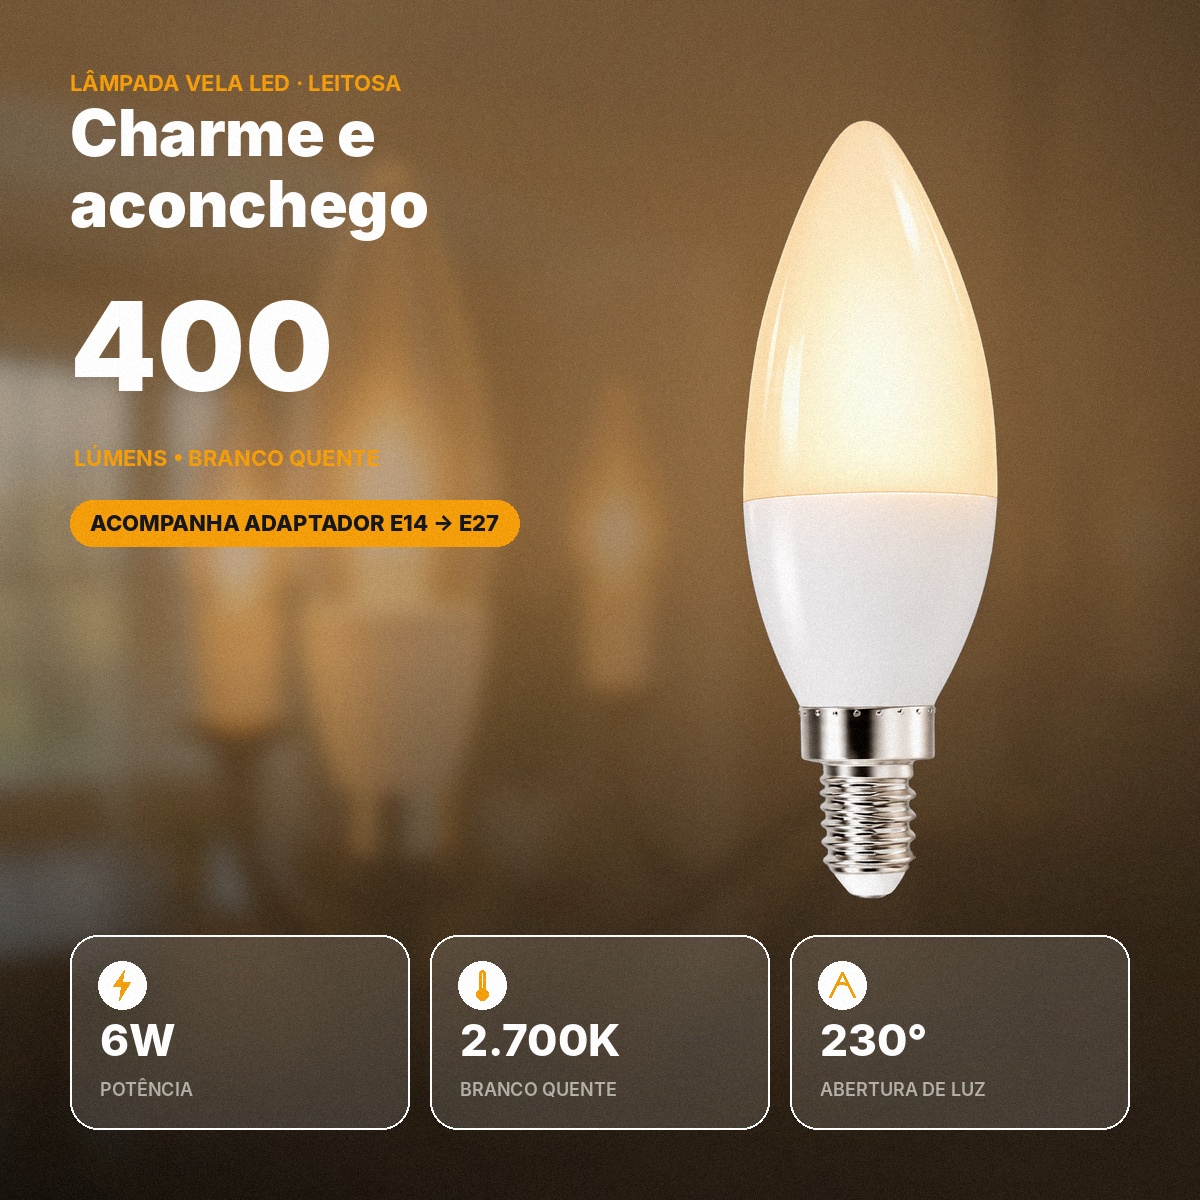 LÂMPADA VELA LED · LEITOSA
Charme e
aconchego
400
LÚMENS • BRANCO QUENTE
ACOMPANHA ADAPTADOR E14 → E27
6W
POTÊNCIA
2.700K
BRANCO QUENTE
230°
ABERTURA DE LUZ